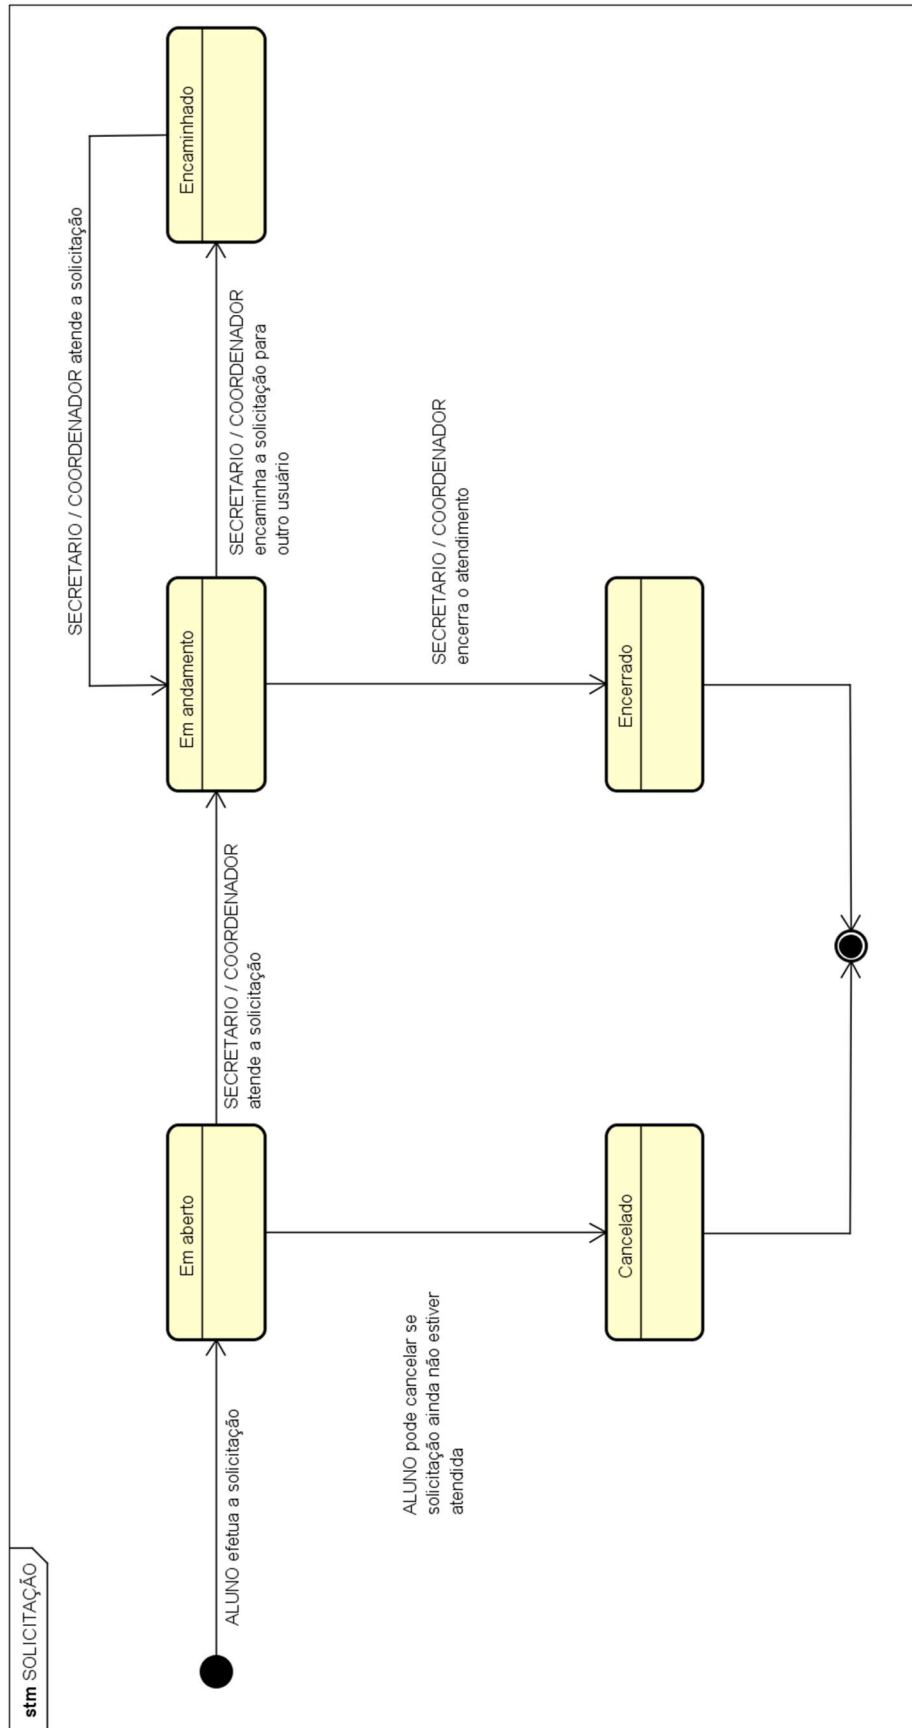 stm SOLICITAÇÃO
ALUNO efetua a solicitação
Em aberto
SECRETARIO / COORDENADOR
atende a solicitação
Em andamento
SECRETARIO / COORDENADOR atende a solicitação
SECRETARIO / COORDENADOR
encaminha a solicitação para
outro usuário
Encaminhado
ALUNO pode cancelar se
solicitação ainda não estiver
atendida
SECRETARIO / COORDENADOR
encerra o atendimento
Cancelado
Encerrado